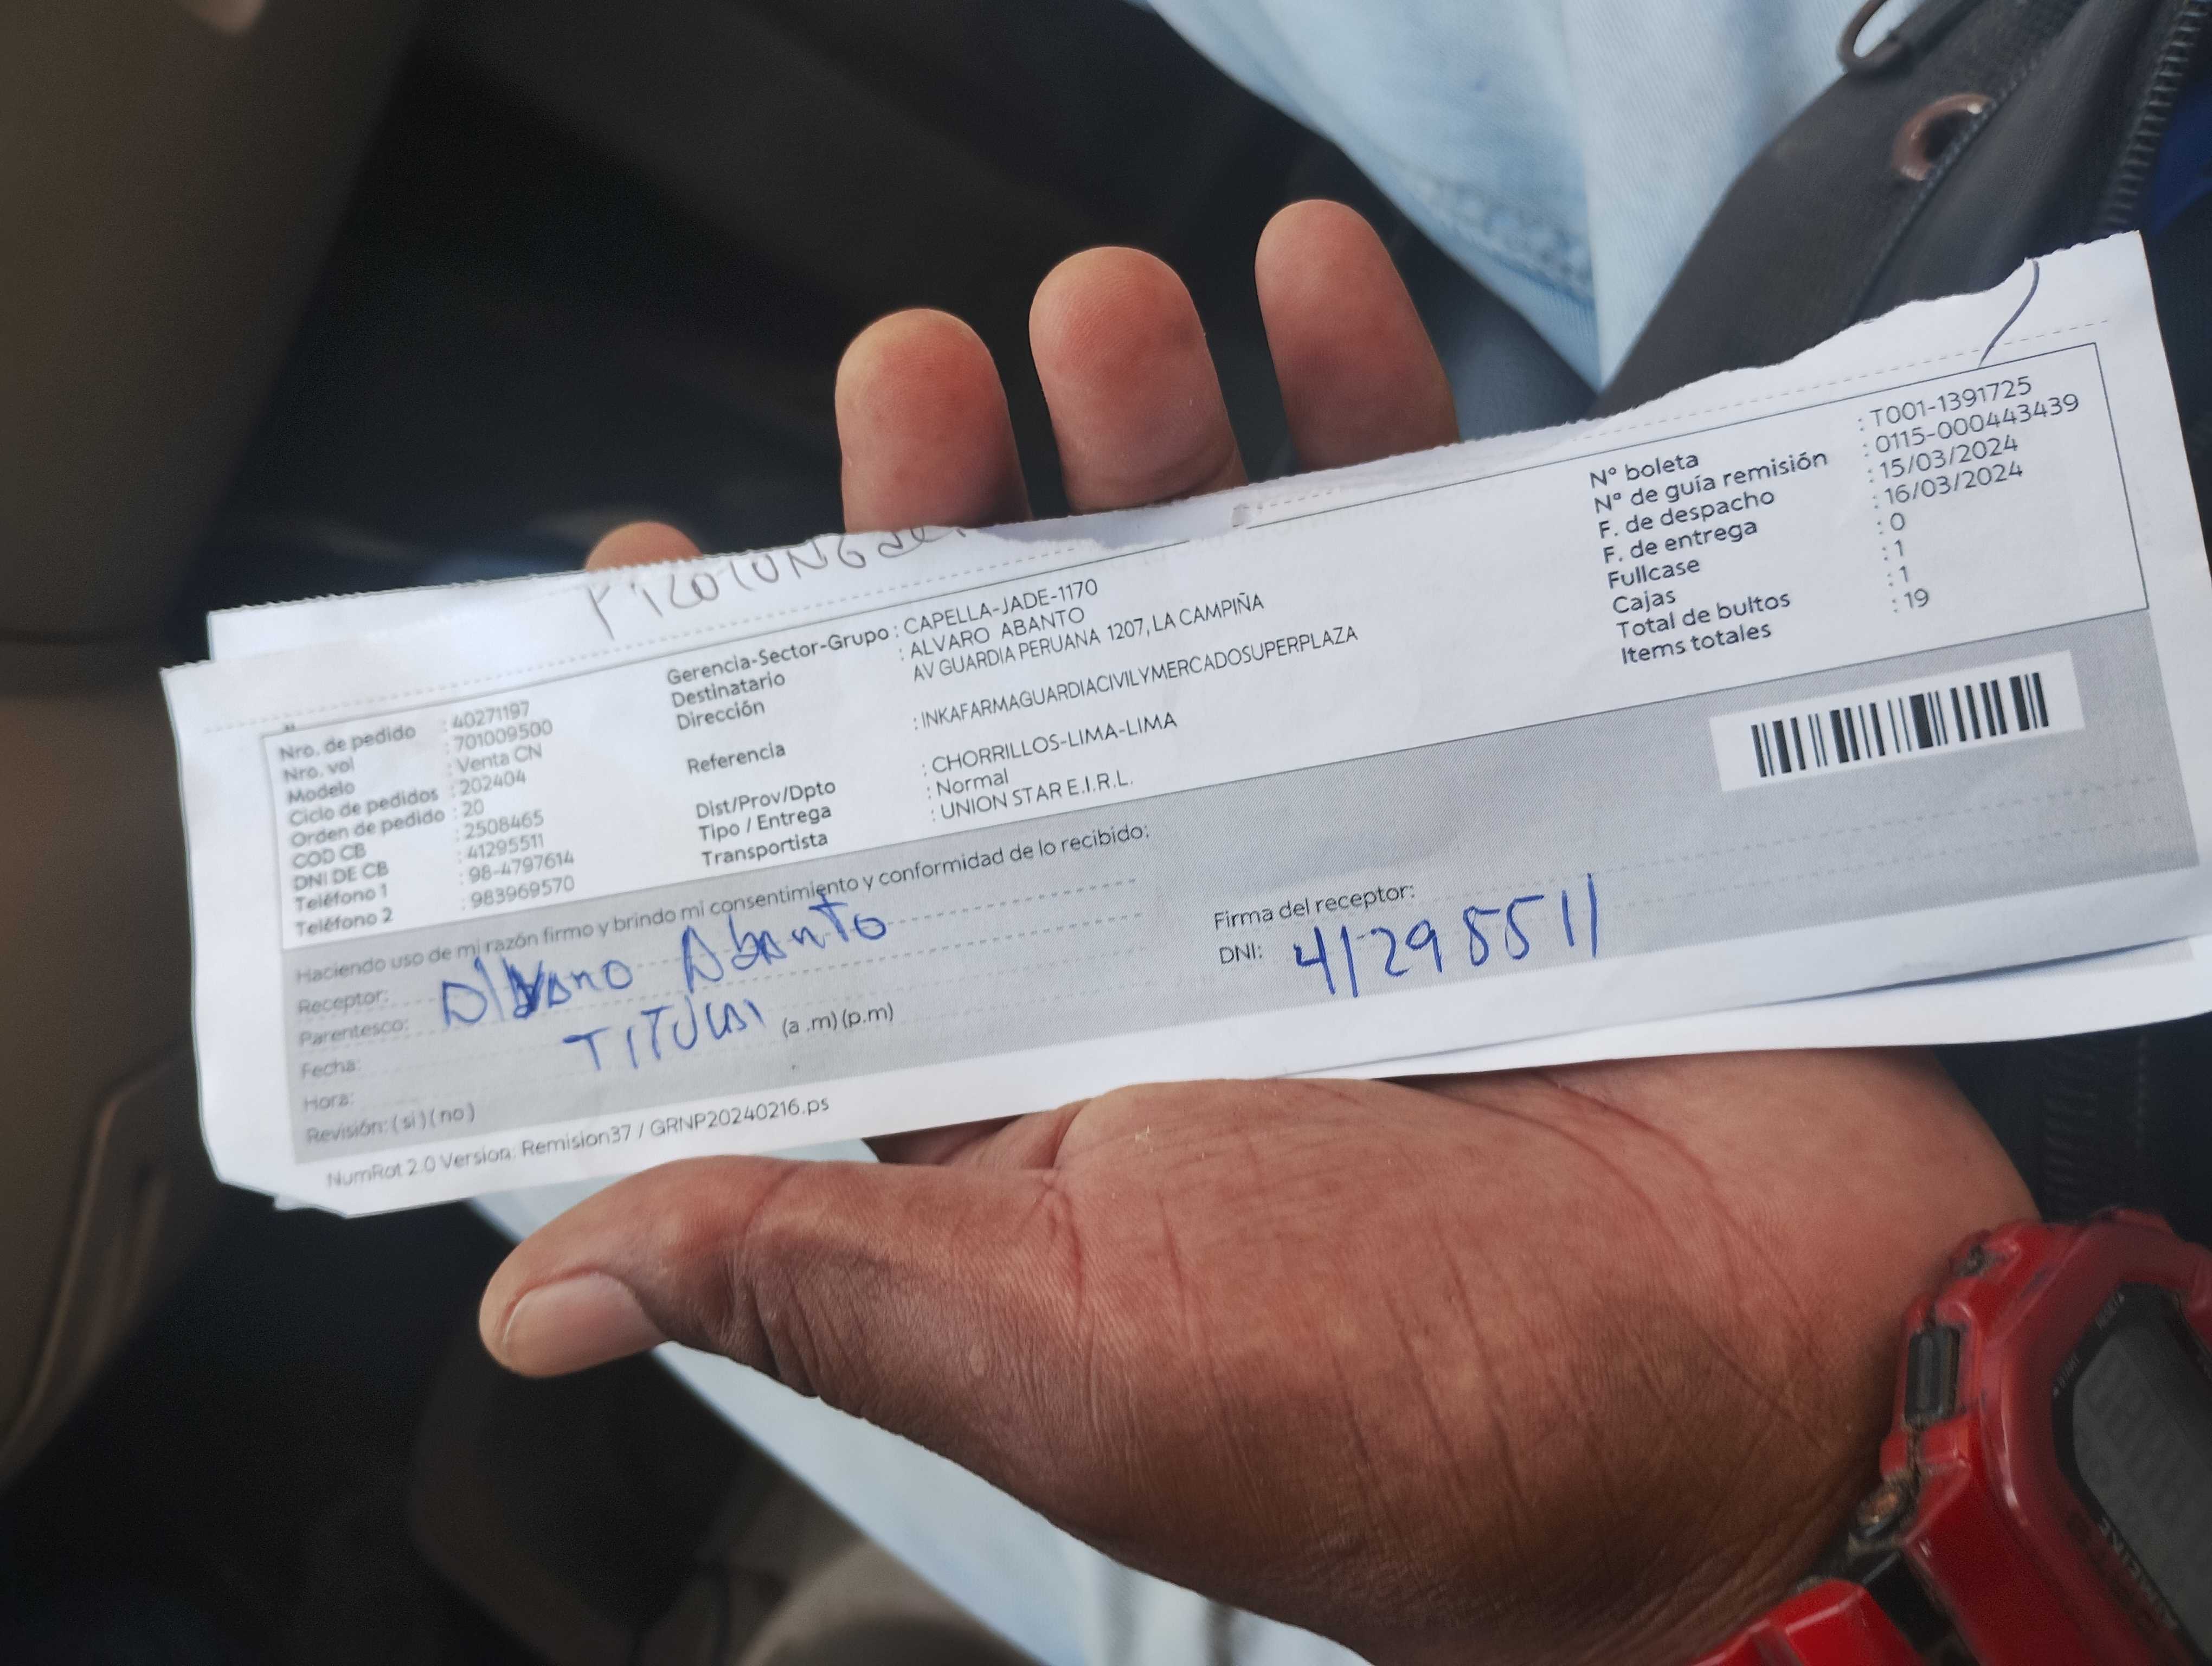 Nro. de pedido : 40271197
Nro. vol : 701009500
Modelo : Venta CN
Ciclo de pedidos : 202404
Orden de pedido : 20
COD CB : 2508465
DNI DE CB : 41295511
Teléfono 1 : 98-4797614
Teléfono 2 : 983969570
Gerencia-Sector-Grupo : CAPELLA-JADE-1170
Destinatario : ALVARO ABANTO
Dirección AV GUARDIA PERUANA 1207, LA CAMPIÑA
Referencia : INKAFARMAGUARDIACIVILYMERCADOSUPERPLAZA
Dist/Prov/Dpto : CHORRILLOS-LIMA-LIMA
Tipo / Entrega : Normal
Transportista : UNION STAR E.I.R.L.
N° boleta : T001-1391725
N° de guía remisión : 0115-000443439
F. de despacho : 15/03/2024
F. de entrega : 16/03/2024
Fullcase : 0
Cajas : 1
Total de bultos : 1
Items totales : 19
Haciendo uso de mi razón firmo y brindo mi consentimiento y conformidad de lo recibido:
Receptor: Alvaro Abanto
Parentesco: TITULAR
Fecha:
Hora: (a .m) (p.m)
Revisión: ( si ) ( no )
Firma del receptor:
DNI: 41295511
NumRot 2.0 Version: Remision37 / GRNP20240216.ps